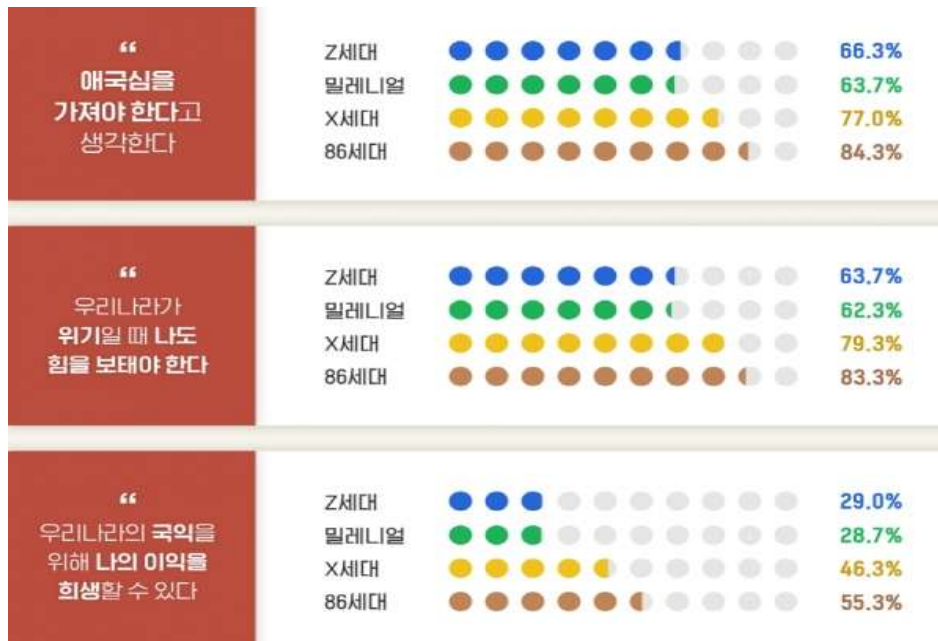 “
애국심을
가져야 한다고
생각한다
Z세대 66.3%
밀레니얼 63.7%
X세대 77.0%
86세대 84.3%
“
우리나라가
위기일 때 나도
힘을 보태야 한다
Z세대 63.7%
밀레니얼 62.3%
X세대 79.3%
86세대 83.3%
“
우리나라의 국익을
위해 나의 이익을
희생할 수 있다
Z세대 29.0%
밀레니얼 28.7%
X세대 46.3%
86세대 55.3%